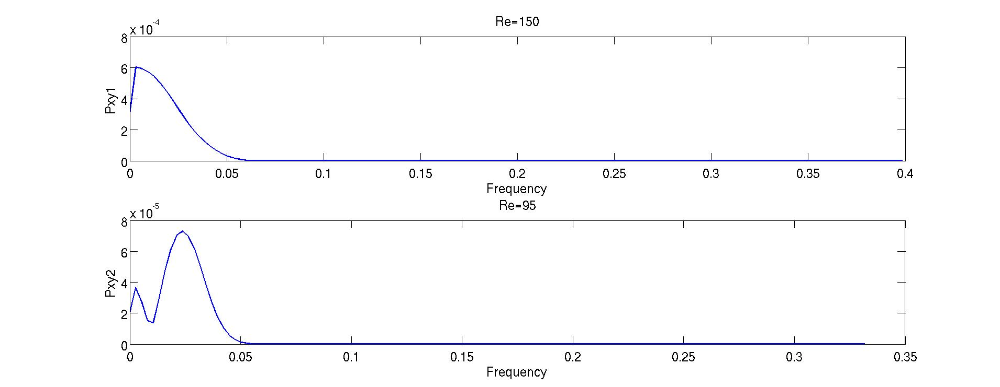 Re=150
x 10-4
8
6
4
2
0
Pxy1
0 0.05 0.1 0.15 0.2 0.25 0.3 0.35 0.4
Frequency
Re=95
x 10-5
8
6
4
2
0
Pxy2
0 0.05 0.1 0.15 0.2 0.25 0.3 0.35
Frequency